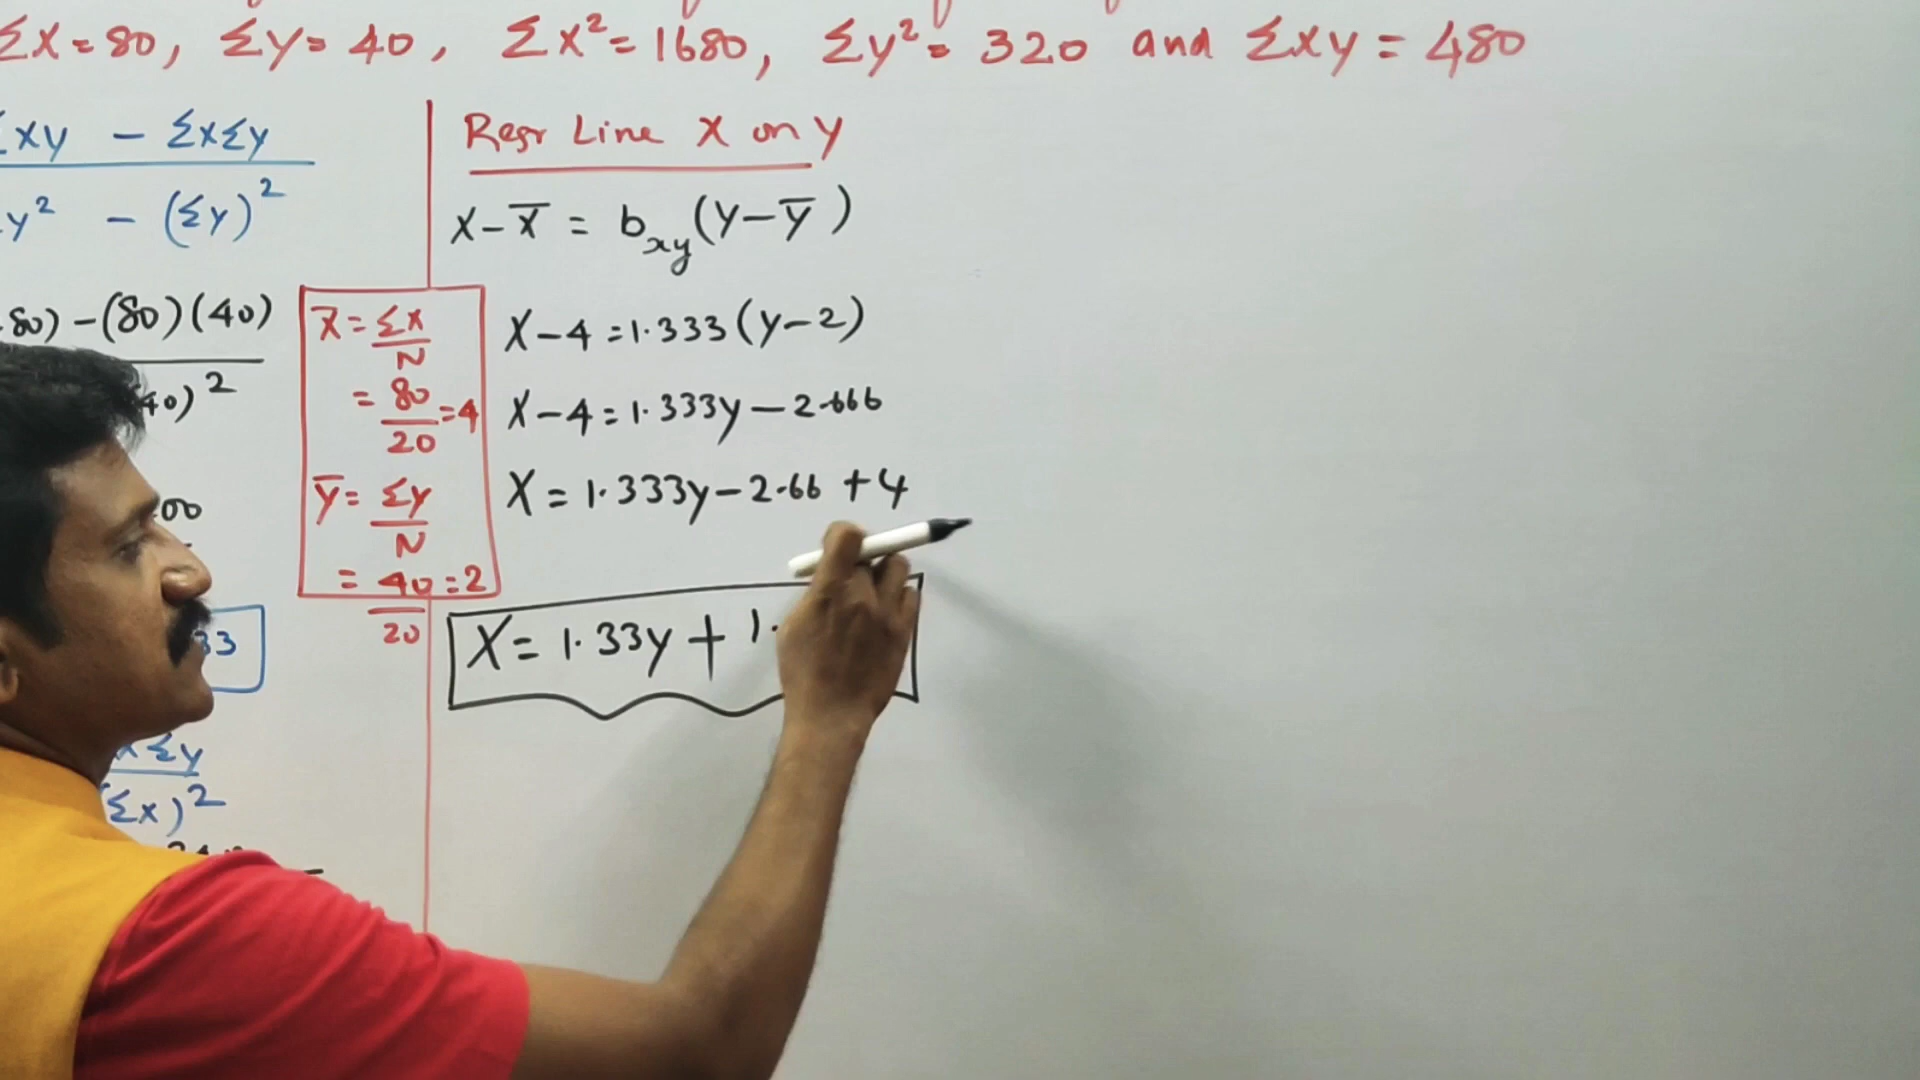 Σx = 80, Σy = 40, Σx² = 1680, Σy² = 320 and Σxy = 480
xy - ΣxΣy
y² - (Σy)²
80) - (80)(40)
40)²
00
33
xΣy
(Σx)²
x̄ = Σx/N
= 80/20 = 4
ȳ = Σy/N
= 40/20 = 2
Regr Line X on Y
X - x̄ = bxy (Y - ȳ)
X - 4 = 1.333 (y - 2)
X - 4 = 1.333y - 2.666
X = 1.333y - 2.66 + 4
X = 1.33y + 1.